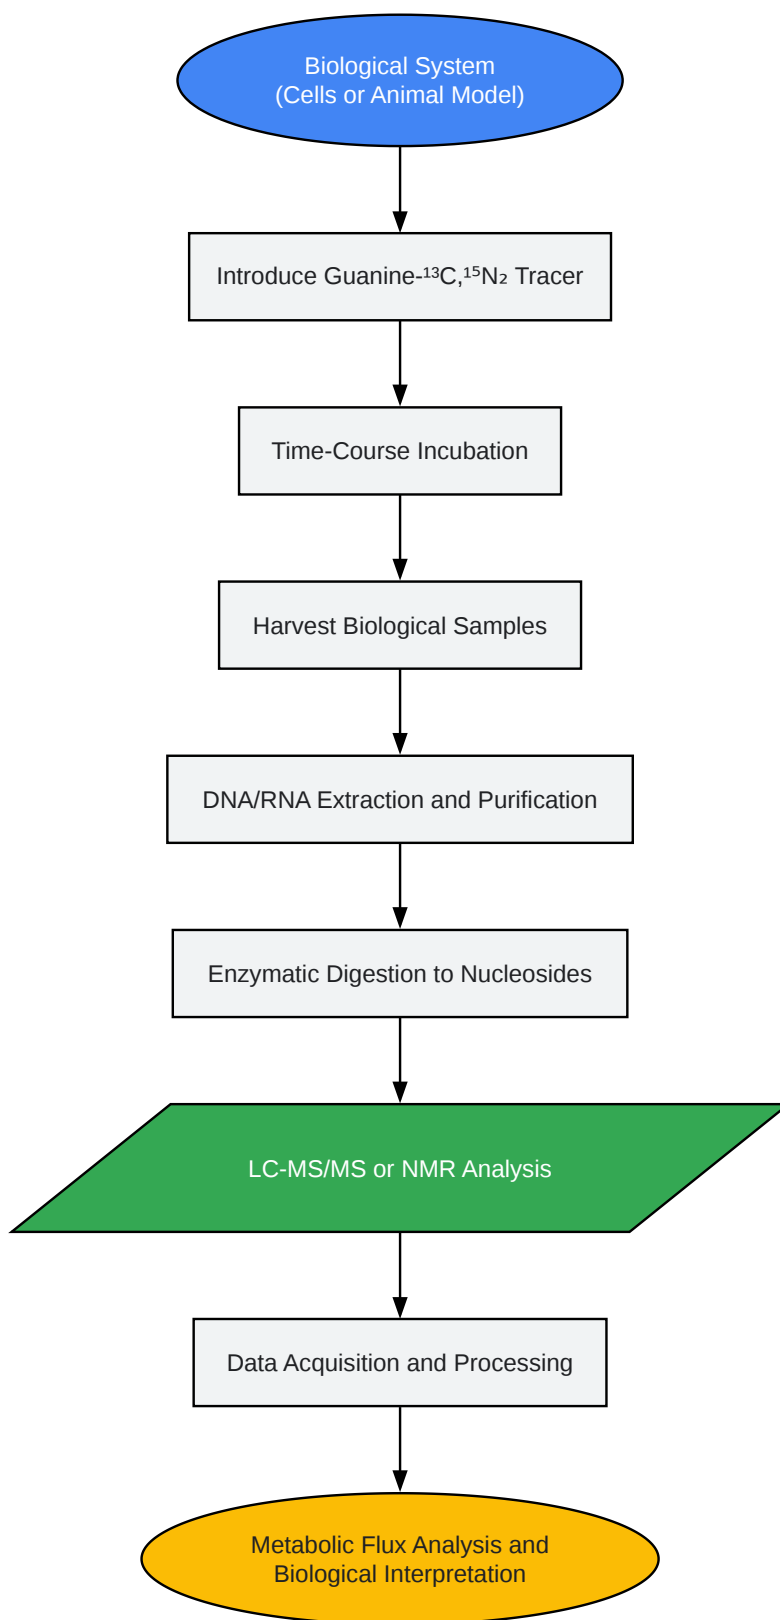 Biological System
(Cells or Animal Model)
Introduce Guanine-¹³C,¹⁵N₂ Tracer
Time-Course Incubation
Harvest Biological Samples
DNA/RNA Extraction and Purification
Enzymatic Digestion to Nucleosides
LC-MS/MS or NMR Analysis
Data Acquisition and Processing
Metabolic Flux Analysis and
Biological Interpretation